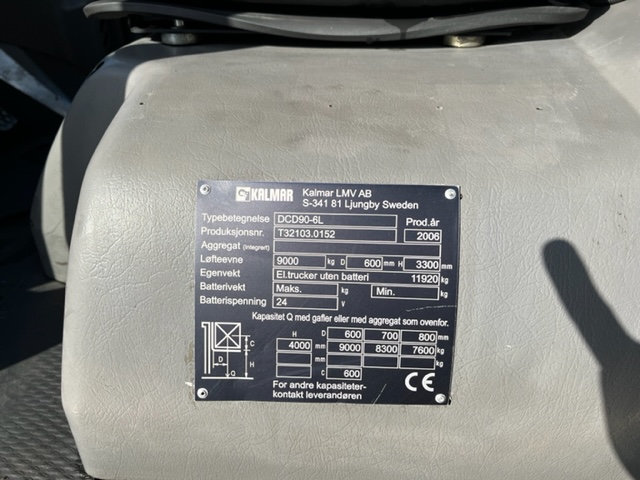 KALMAR Kalmar LMV AB
S-341 81 Ljungby Sweden
Typebetegnelse DCD90-6L Prod.år
Produksjonsnr. T32103.0152 2006
Aggregat (Integrert)
Løfteevne 9000 kg D 600 mm H 3300 mm
Egenvekt El.trucker uten batteri 11920 kg
Batterivekt Maks. kg Min. kg
Batterispenning 24 V
Kapasitet Q med gafler eller med aggregat som ovenfor.
H D 600 700 800 mm
4000 mm 9000 8300 7600 kg
mm
mm
C 600
C
D H
Q
For andre kapasiteter-
kontakt leverandøren
CE